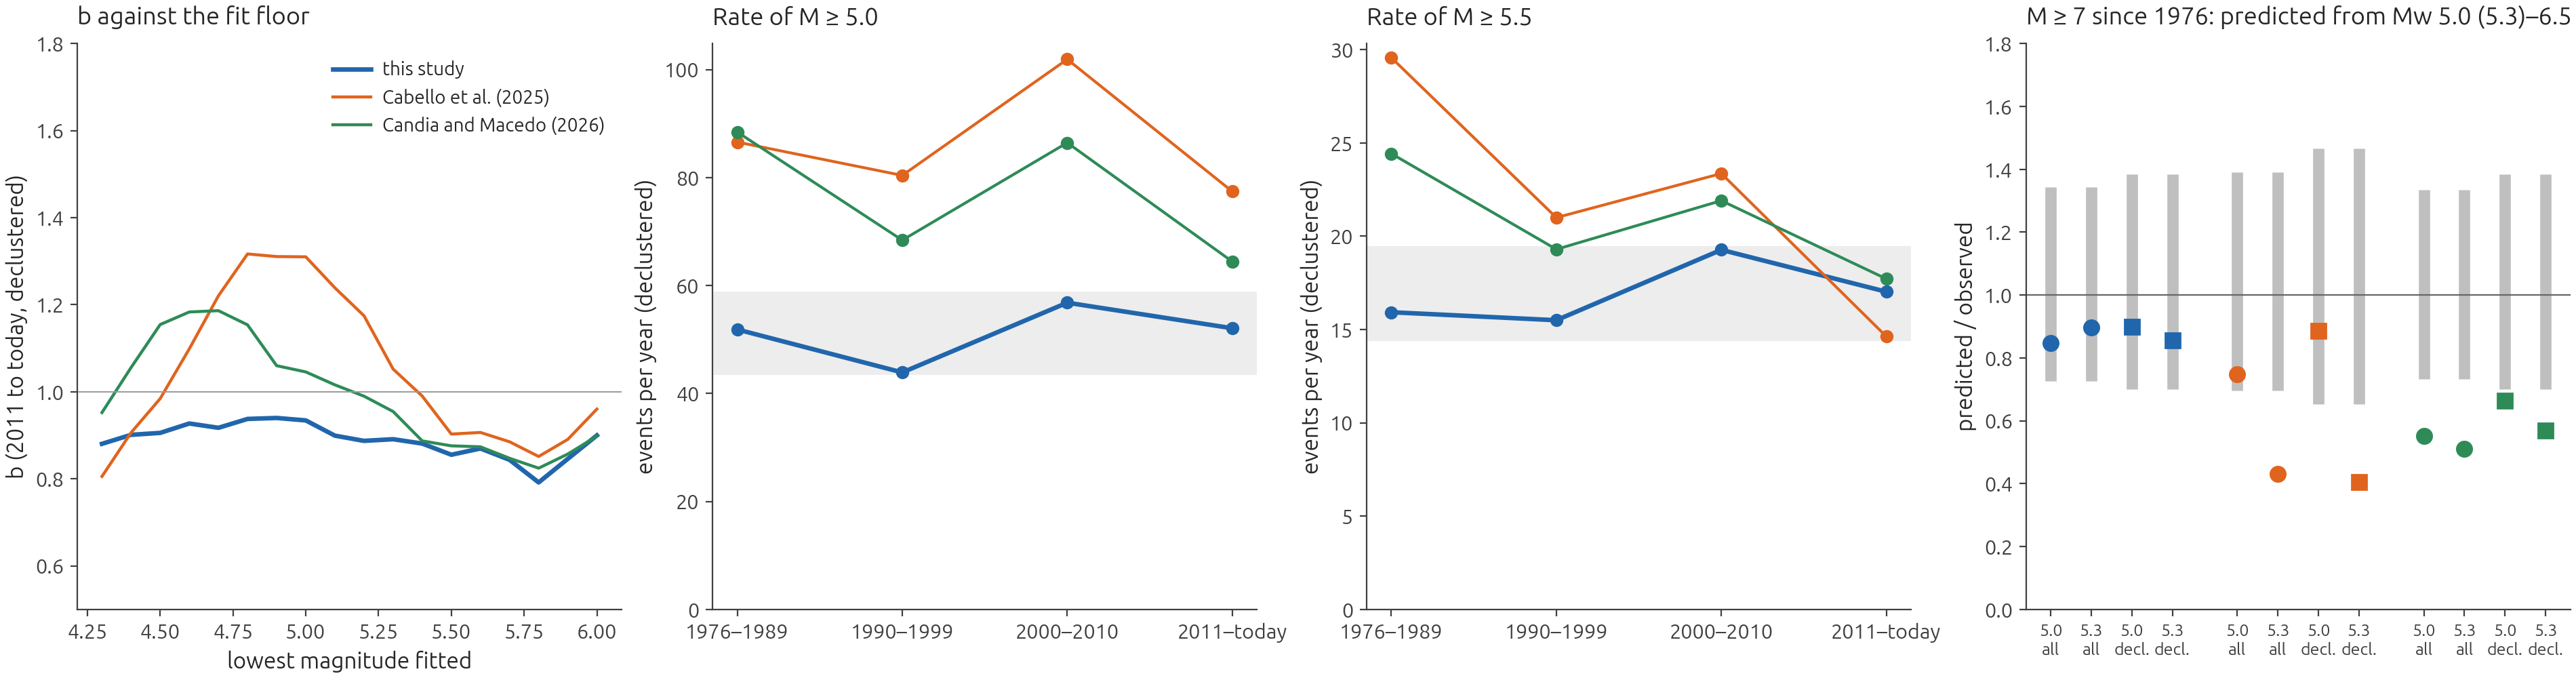 b against the fit floor
1.8
1.6
1.4
1.2
1.0
0.8
0.6
b (2011 to today, declustered)
this study
Cabello et al. (2025)
Candia and Macedo (2026)
4.25 4.50 4.75 5.00 5.25 5.50 5.75 6.00
lowest magnitude fitted
Rate of M ≥ 5.0
100
80
60
40
20
0
events per year (declustered)
1976–1989 1990–1999 2000–2010 2011–today
Rate of M ≥ 5.5
30
25
20
15
10
5
0
events per year (declustered)
1976–1989 1990–1999 2000–2010 2011–today
M ≥ 7 since 1976: predicted from Mw 5.0 (5.3)–6.5
1.8
1.6
1.4
1.2
1.0
0.8
0.6
0.4
0.2
0.0
predicted / observed
5.0 5.3 5.0 5.3 5.0 5.3 5.0 5.3 5.0 5.3 5.0 5.3
all all decl. decl. all all decl. decl. all all decl. decl.